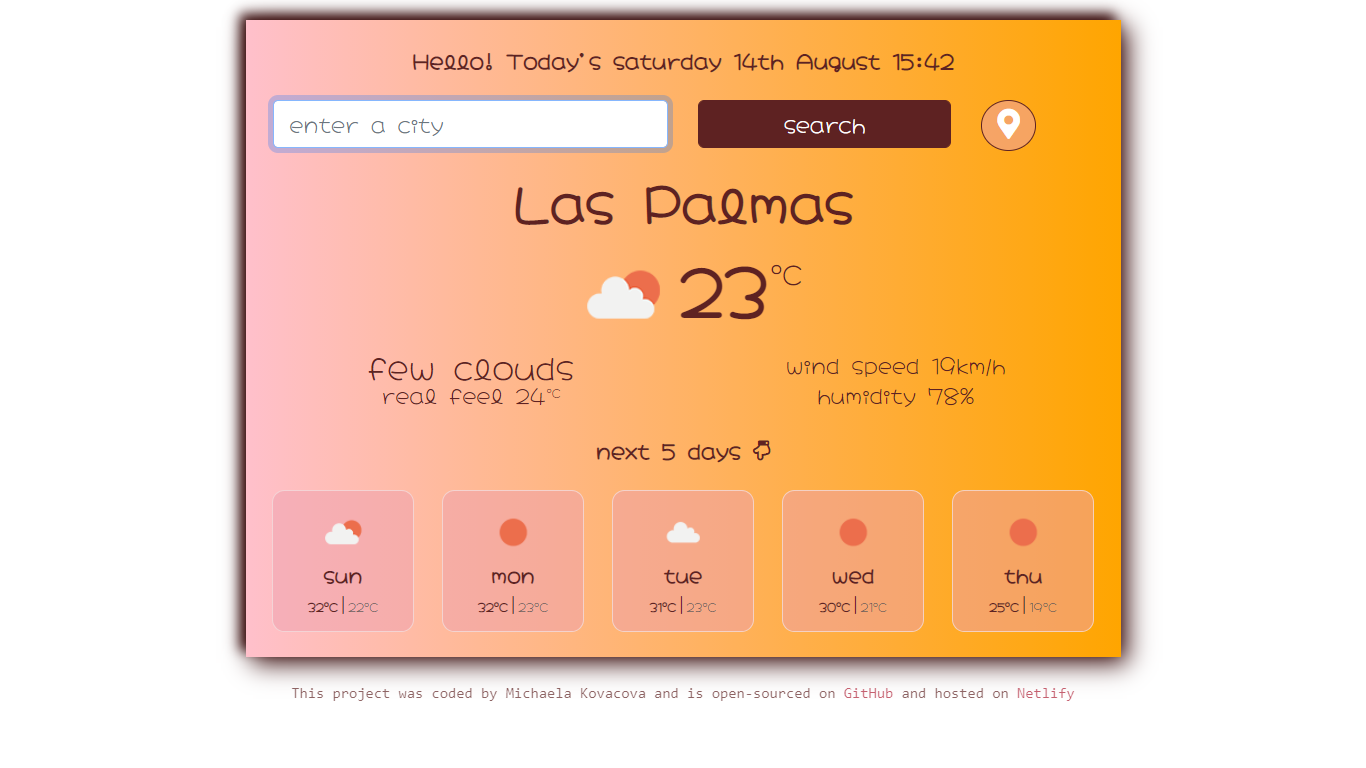 Hello! Today's saturday 14th August 15:42
enter a city
search
Las Palmas
23°C
few clouds
real feel 24°C
wind speed 19km/h
humidity 78%
next 5 days
sun
32°C | 22°C
mon
32°C | 23°C
tue
31°C | 23°C
wed
30°C | 21°C
thu
25°C | 19°C
This project was coded by Michaela Kovacova and is open-sourced on GitHub and hosted on Netlify